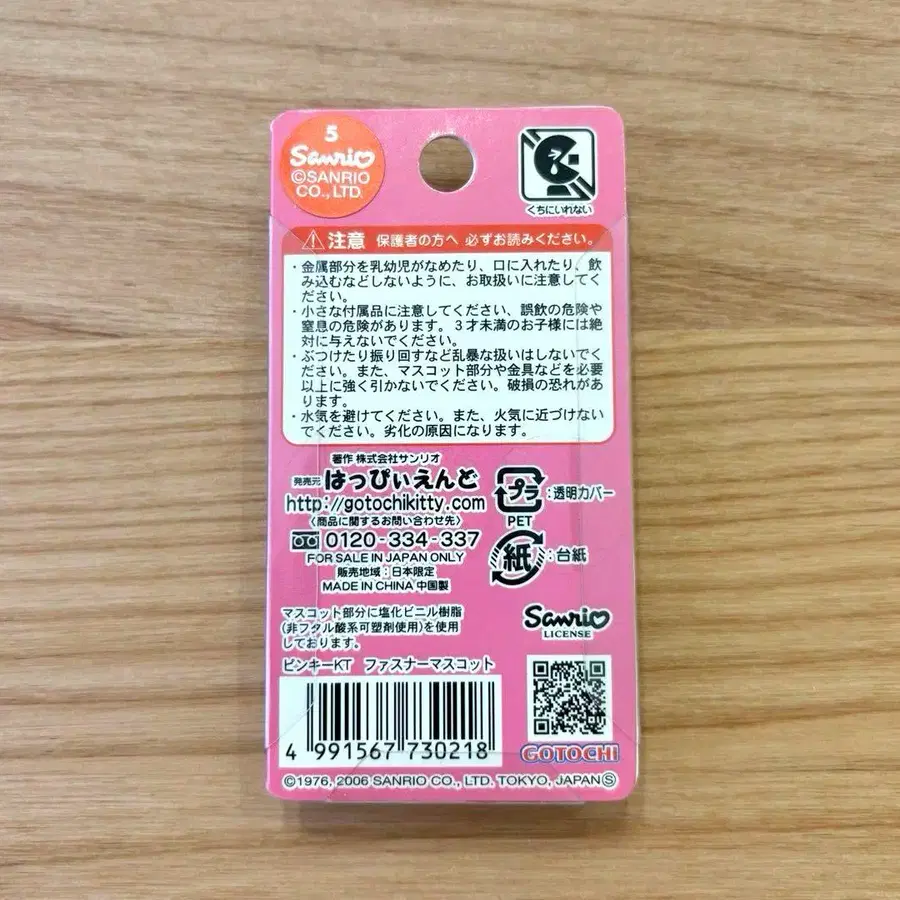 5
Sanrio
©SANRIO
CO., LTD.
くちにいれない
注意 保護者の方へ 必ずお読みください。
・金属部分を乳幼児がなめたり、口に入れたり、飲
み込むなどしないように、お取扱いに注意してく
ださい。
・小さな付属品に注意してください、誤飲の危険や
窒息の危険があります。3才未満のお子様には絶
対に与えないでください。
・ぶつけたり振り回すなど乱暴な扱いはしないでく
ださい。また、マスコット部分や金具などを必要
以上に強く引かないでください。破損の恐れがあ
ります。
・水気を避けてください。また、火気に近づけない
でください。劣化の原因になります。
著作 株式会社サンリオ
発売元 はっぴぃえんど
http://gotochikitty.com
〈商品に関するお問い合わせ先〉
0120-334-337
FOR SALE IN JAPAN ONLY
販売地域：日本限定
MADE IN CHINA 中国製
プラ :透明カバー
PET
紙 :台紙
マスコット部分に塩化ビニル樹脂
(非フタル酸系可塑剤使用)を使用
しております。
Sanrio
LICENSE
ピンキーKT ファスナーマスコット
4 991567 730218
GOTOCHI
©1976, 2006 SANRIO CO., LTD. TOKYO, JAPAN Ⓢ